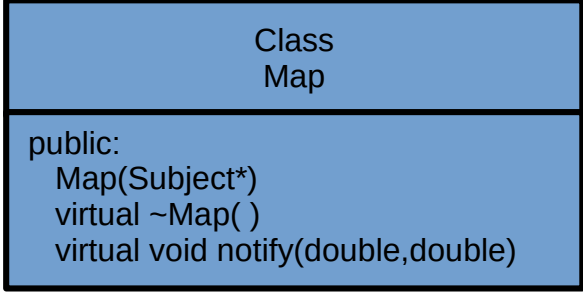 Class
Map
public:
Map(Subject*)
virtual ~Map( )
virtual void notify(double,double)